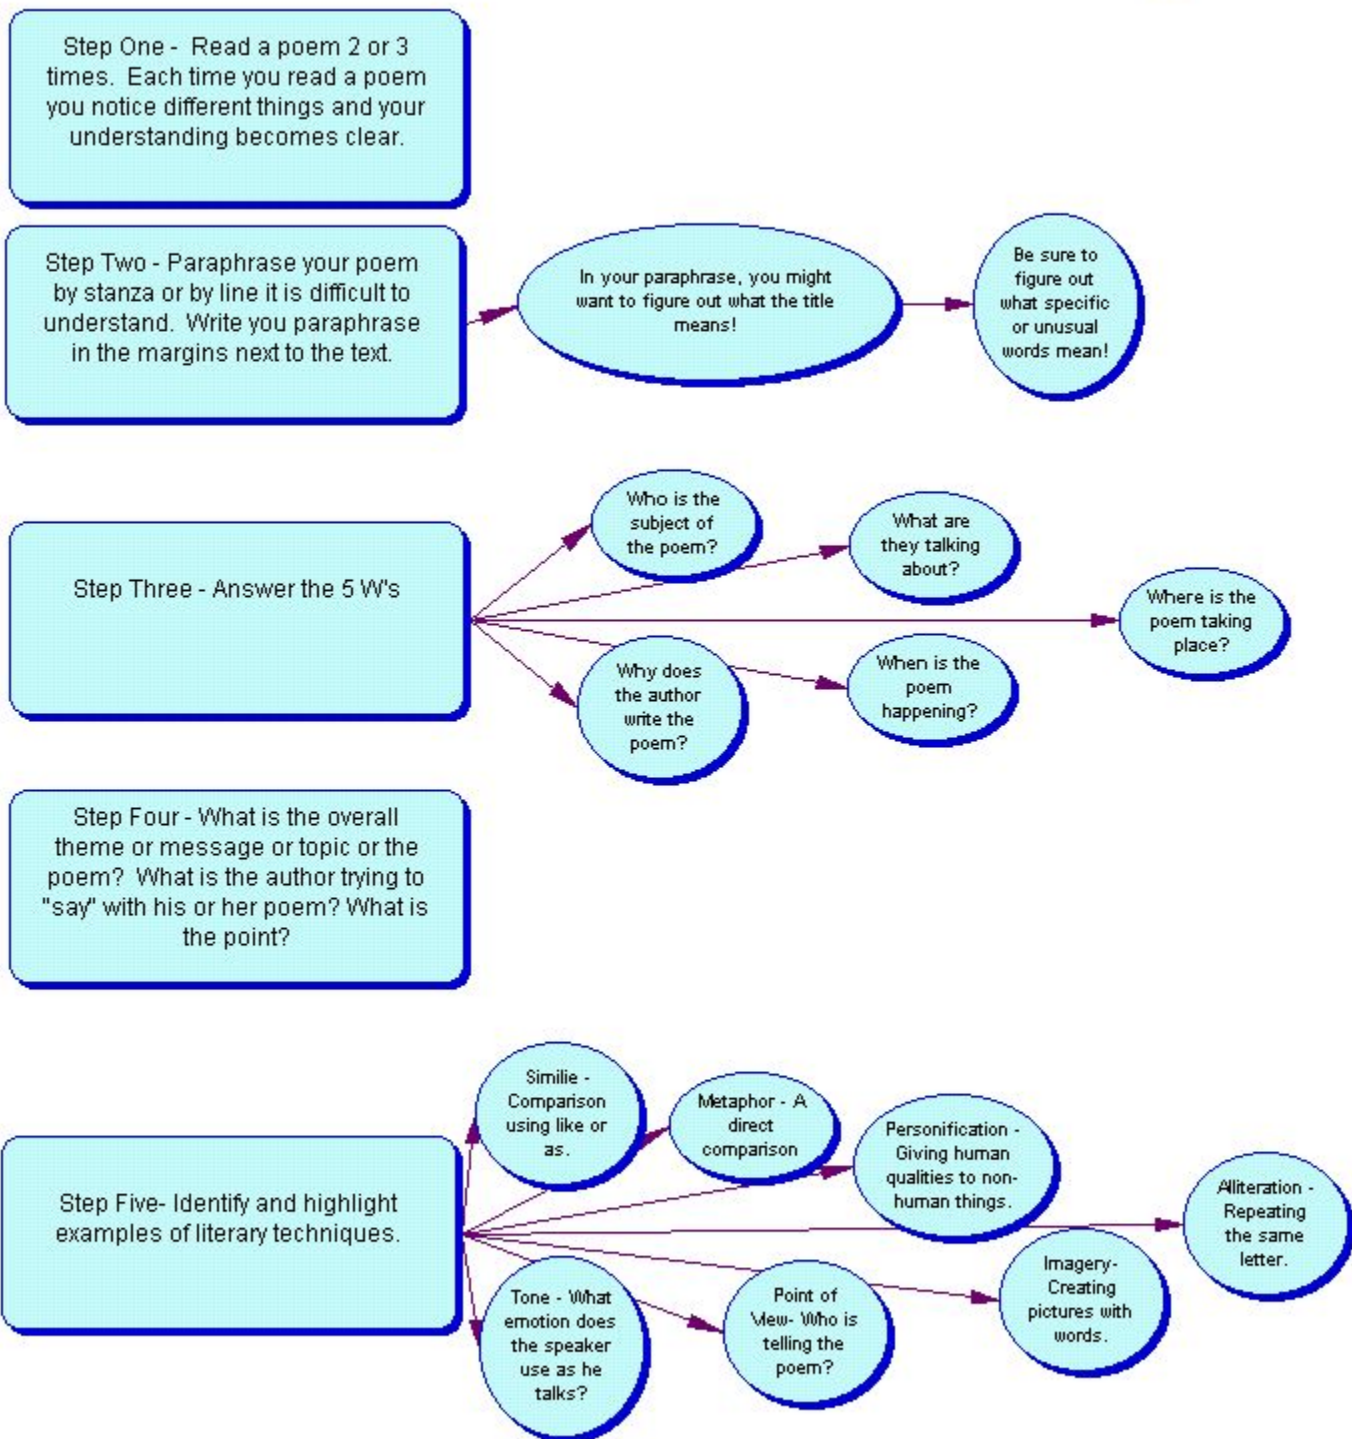 Step One -  Read a poem 2 or 3
times.  Each time you read a poem
you notice different things and your
understanding becomes clear.
Step Two - Paraphrase your poem
by stanza or by line it is difficult to
understand.  Write you paraphrase
in the margins next to the text.
In your paraphrase, you might
want to figure out what the title
means!
Be sure to
figure out
what specific
or unusual
words mean!
Step Three - Answer the 5 W's
Who is the
subject of
the poem?
What are
they talking
about?
Where is the
poem taking
place?
When is the
poem
happening?
Why does
the author
write the
poem?
Step Four - What is the overall
theme or message or topic or the
poem?  What is the author trying to
"say" with his or her poem? What is
the point?
Step Five- Identify and highlight
examples of literary techniques.
Similie -
Comparison
using like or
as.
Metaphor - A
direct
comparison
Personification -
Giving human
qualities to non-
human things.
Alliteration -
Repeating
the same
letter.
Imagery-
Creating
pictures with
words.
Point of
View- Who is
telling the
poem?
Tone - What
emotion does
the speaker
use as he
talks?